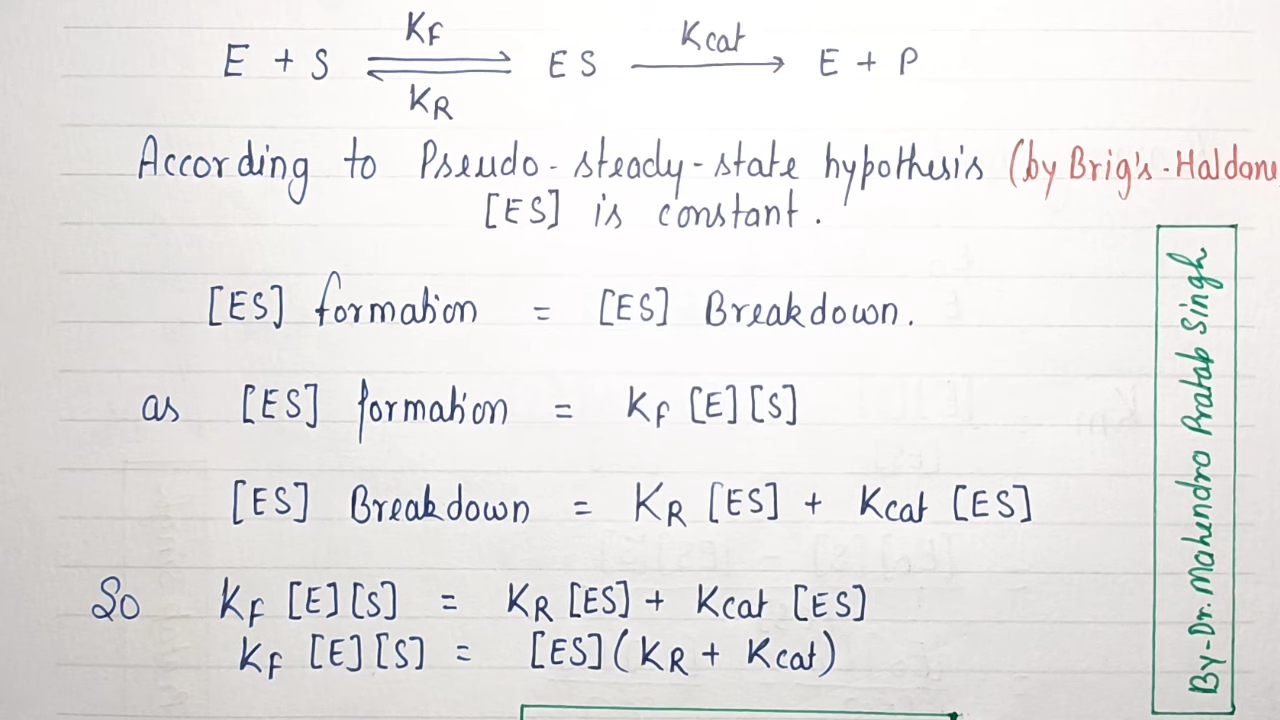 E + S ⇌ ES → E + P
KF
KR
Kcat
According to Pseudo-steady-state hypothesis (by Brig's-Haldane
[ES] is constant.
[ES] formation = [ES] Breakdown.
as [ES] formation = KF [E][S]
[ES] Breakdown = KR [ES] + Kcat [ES]
So KF [E][S] = KR [ES] + Kcat [ES]
KF [E][S] = [ES](KR + Kcat)
By-Dr. Mahendra Pratab Singh